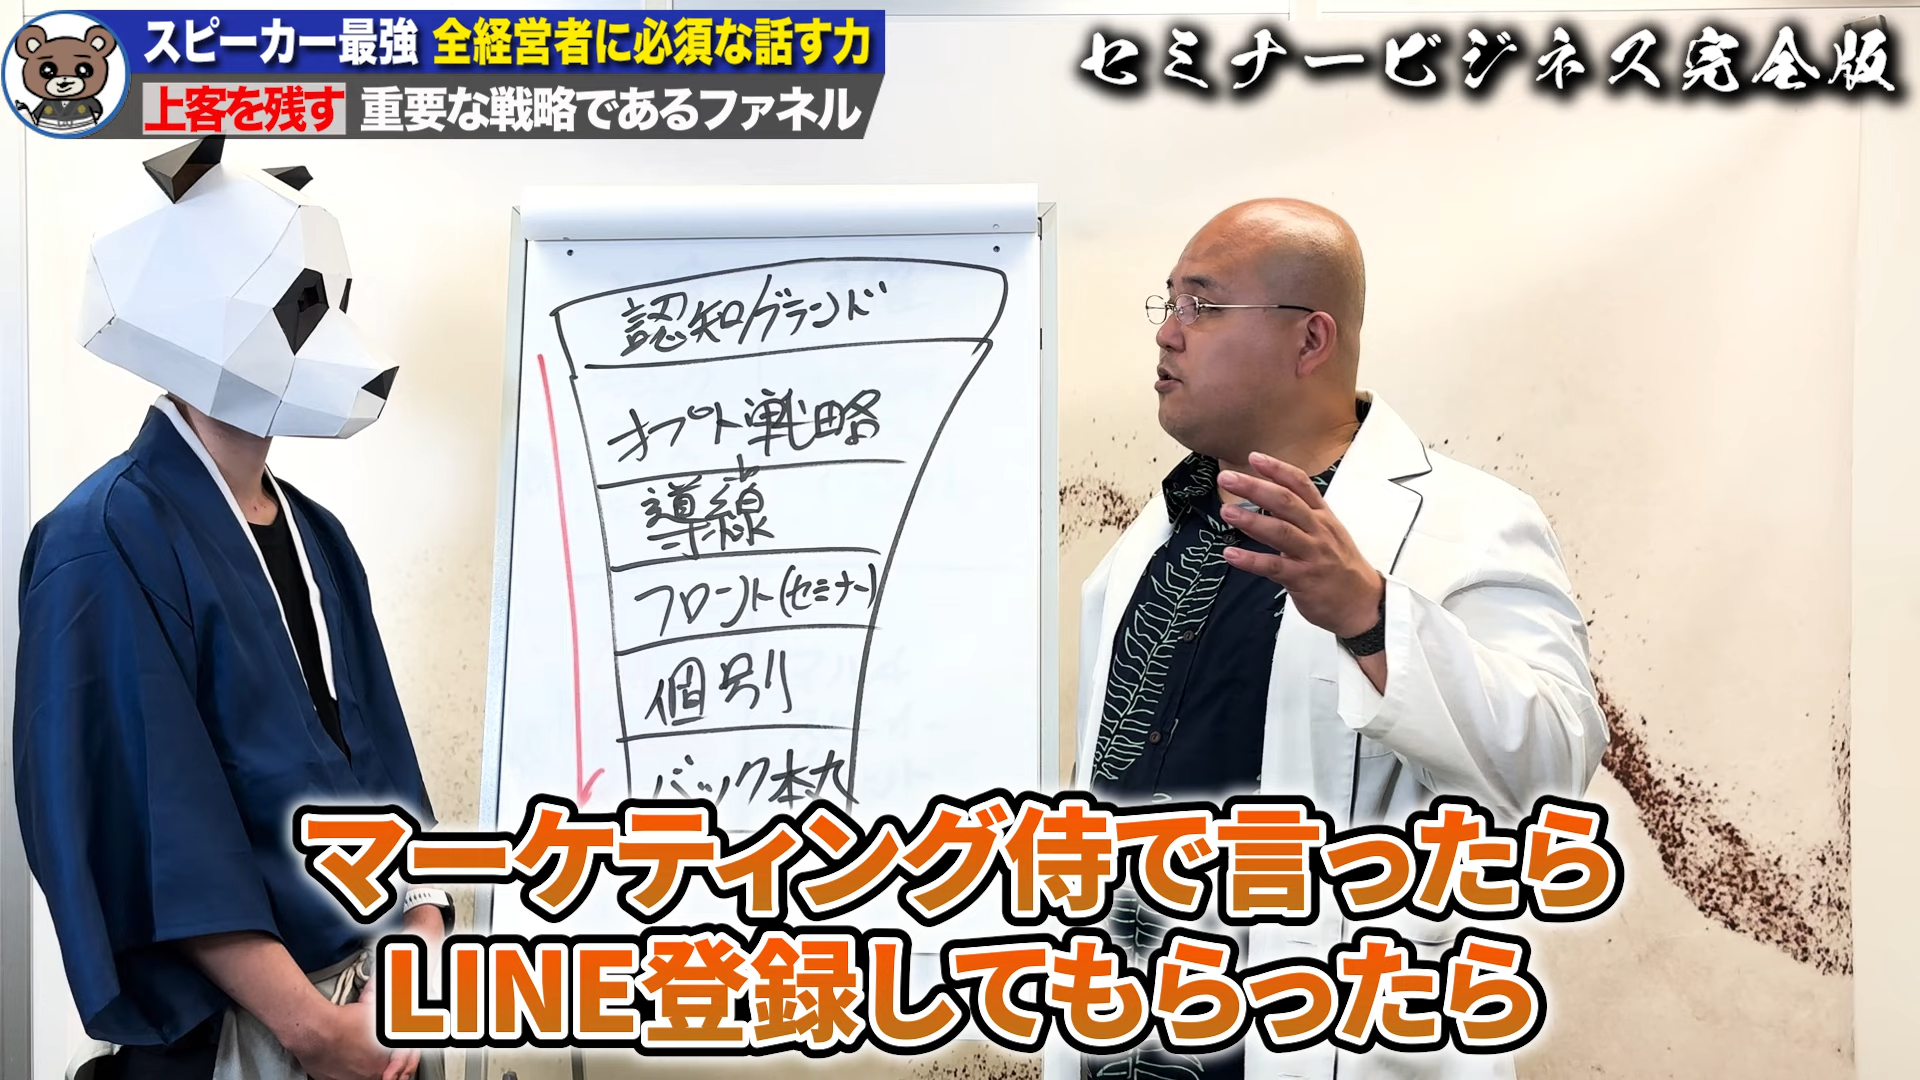 スピーカー最強 全経営者に必須な話す力
上客を残す 重要な戦略であるファネル
セミナービジネス完全版
認知/グランド
オプト戦略
導線
フロント(セミナー)
個別
バック本丸
マーケティング侍で言ったら
LINE登録してもらったら